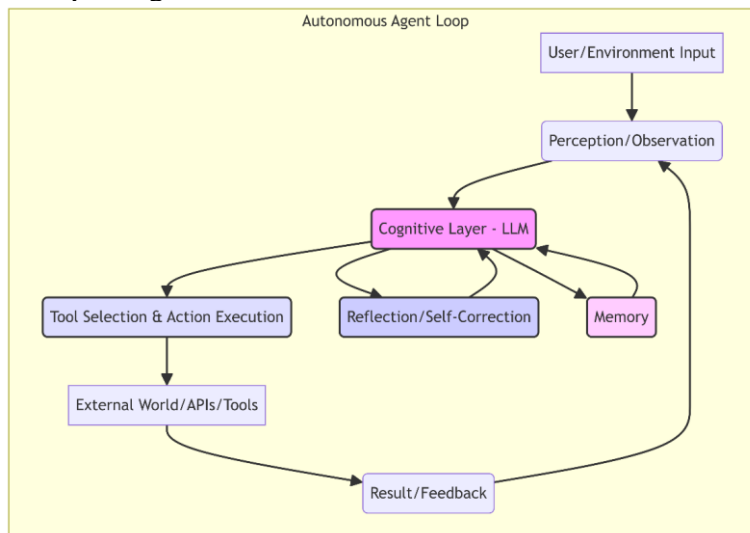 Autonomous Agent Loop
User/Environment Input
Perception/Observation
Cognitive Layer - LLM
Tool Selection & Action Execution
Reflection/Self-Correction
Memory
External World/APIs/Tools
Result/Feedback